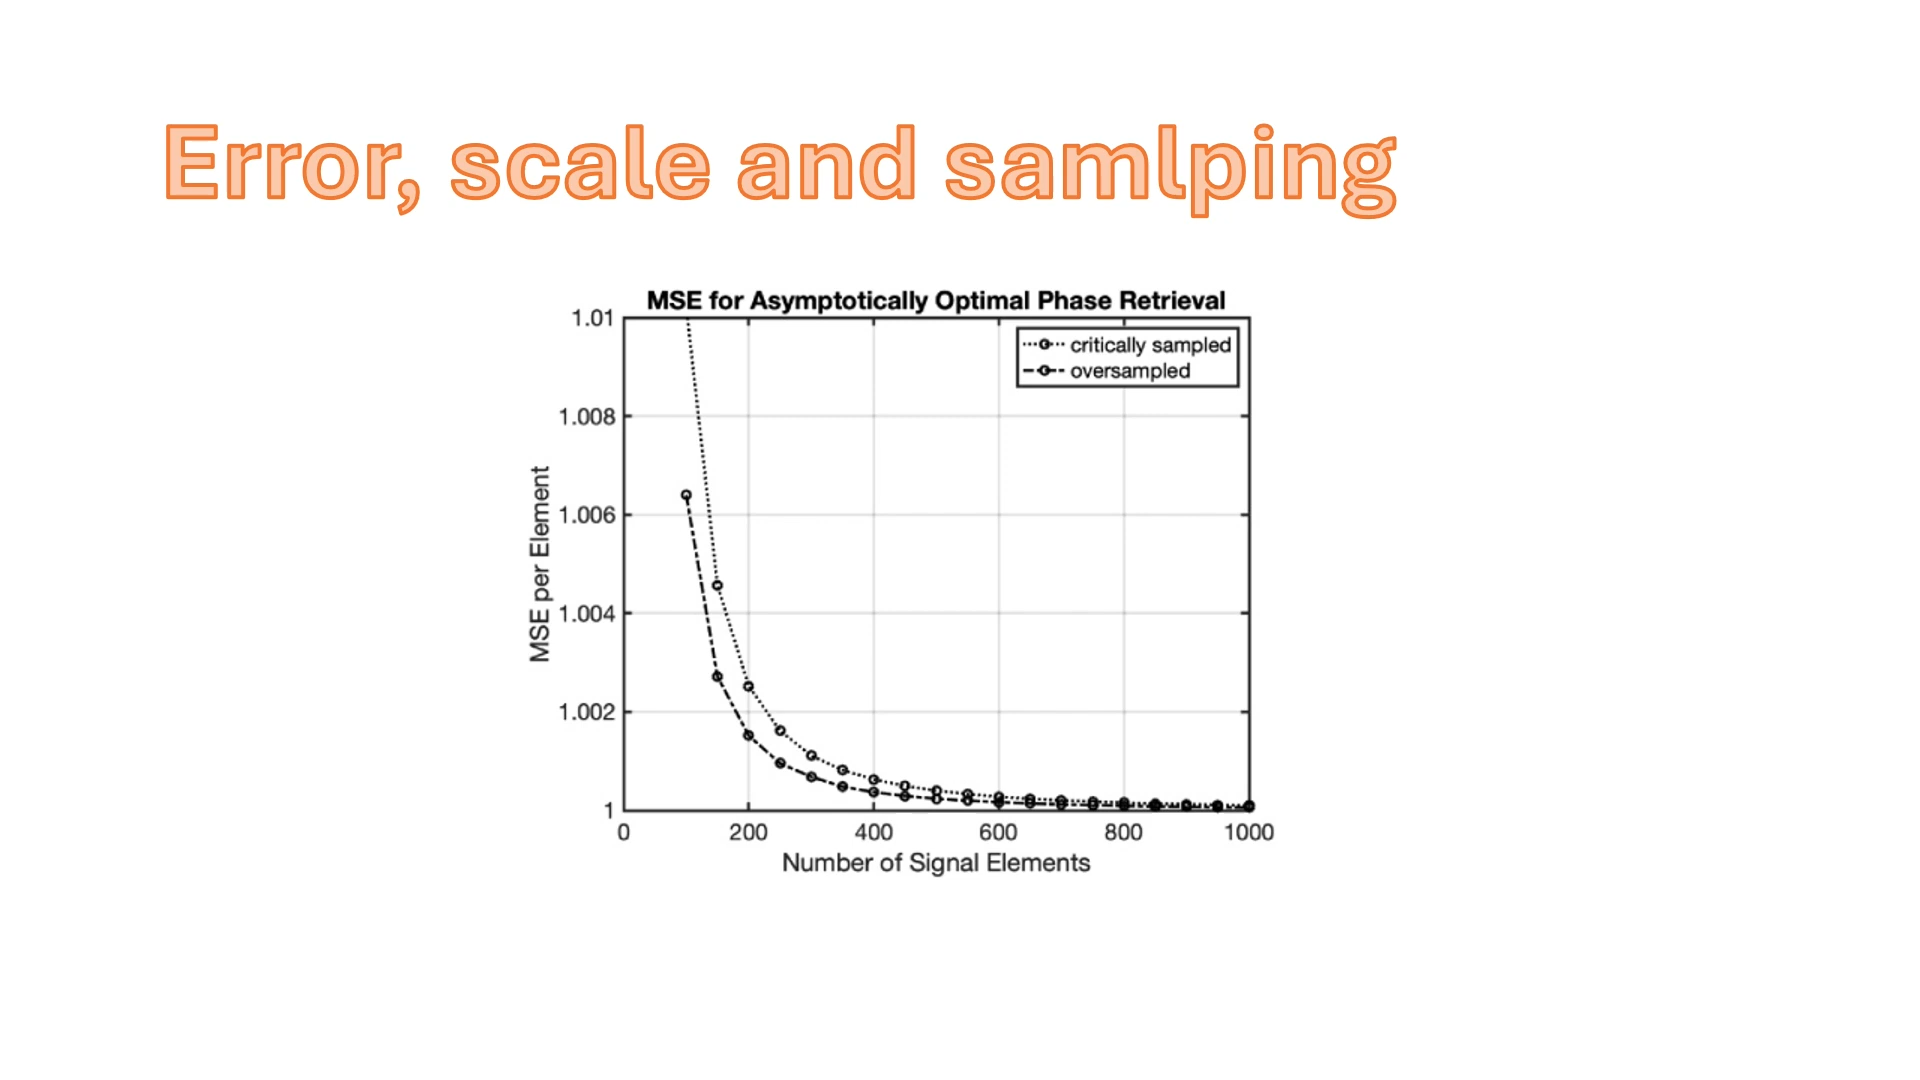 Error, scale and samlping
MSE for Asymptotically Optimal Phase Retrieval
1.01
1.008
1.006
1.004
1.002
1
MSE per Element
critically sampled
oversampled
0 200 400 600 800 1000
Number of Signal Elements